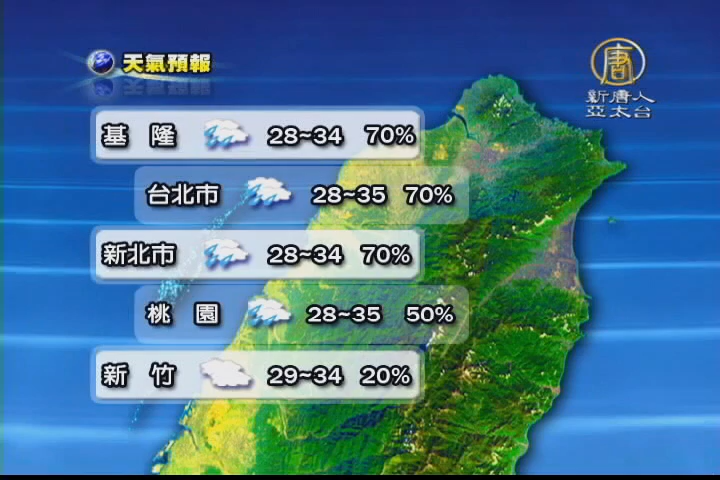 天氣預報
新唐人
亞太台
基隆 28~34 70%
台北市 28~35 70%
新北市 28~34 70%
桃園 28~35 50%
新竹 29~34 20%